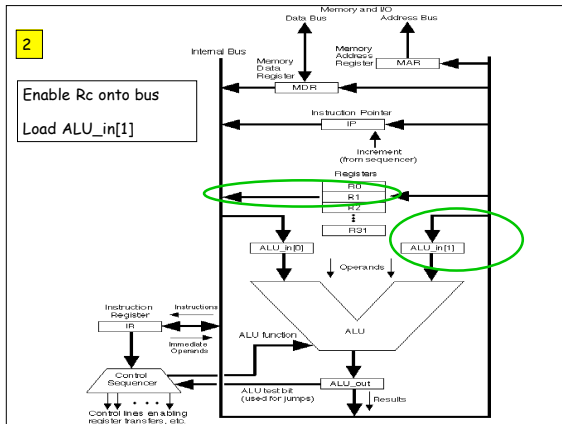 2
Enable Rc onto bus
Load ALU_in[1]
Memory and I/O
Data Bus
Address Bus
Internal Bus
Memory
Data
Register
Memory
Address
Register
MAR
MDR
Instruction Pointer
IP
Increment
(from sequencer)
Registers
R0
R1
R2
R31
ALU_in[0]
ALU_in[1]
Operands
Instruction
Register
Instructions
IR
Immediate
Operands
ALU function
ALU
Control
Sequencer
ALU test bit
(used for jumps)
ALU_out
Results
Control lines enabling
register transfers, etc.